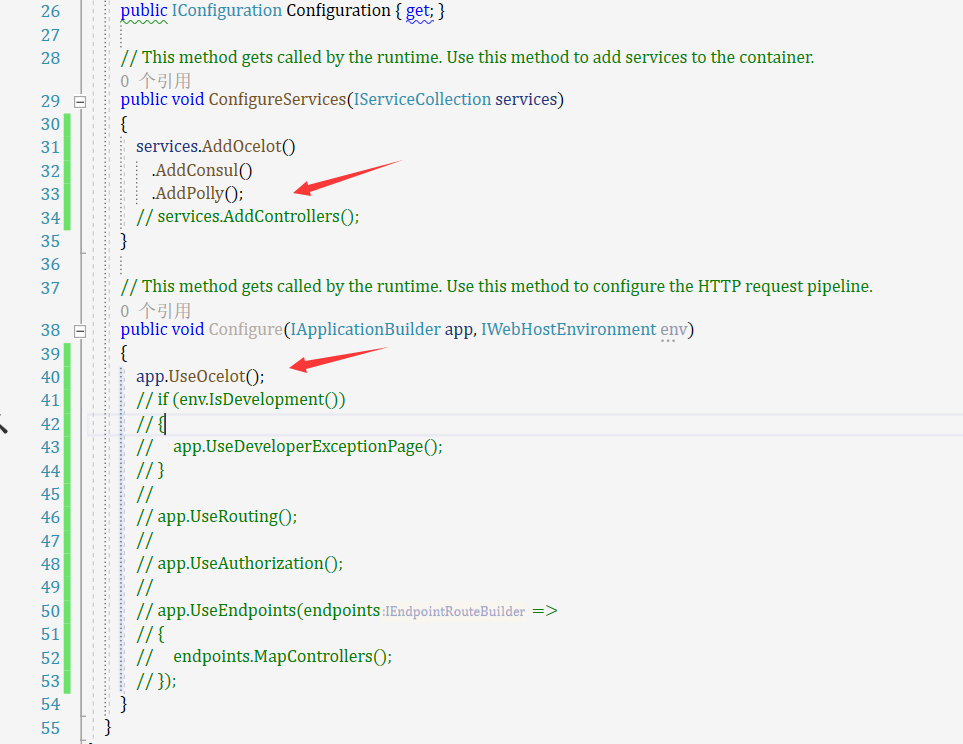 26 public IConfiguration Configuration { get; }
27
28 // This method gets called by the runtime. Use this method to add services to the container.
0 个引用
29 public void ConfigureServices(IServiceCollection services)
30 {
31 services.AddOcelot()
32 .AddConsul()
33 .AddPolly();
34 // services.AddControllers();
35 }
36
37 // This method gets called by the runtime. Use this method to configure the HTTP request pipeline.
0 个引用
38 public void Configure(IApplicationBuilder app, IWebHostEnvironment env)
39 {
40 app.UseOcelot();
41 // if (env.IsDevelopment())
42 // {
43 // app.UseDeveloperExceptionPage();
44 // }
45 //
46 // app.UseRouting();
47 //
48 // app.UseAuthorization();
49 //
50 // app.UseEndpoints(endpoints:IEndpointRouteBuilder =>
51 // {
52 // endpoints.MapControllers();
53 // });
54 }
55 }